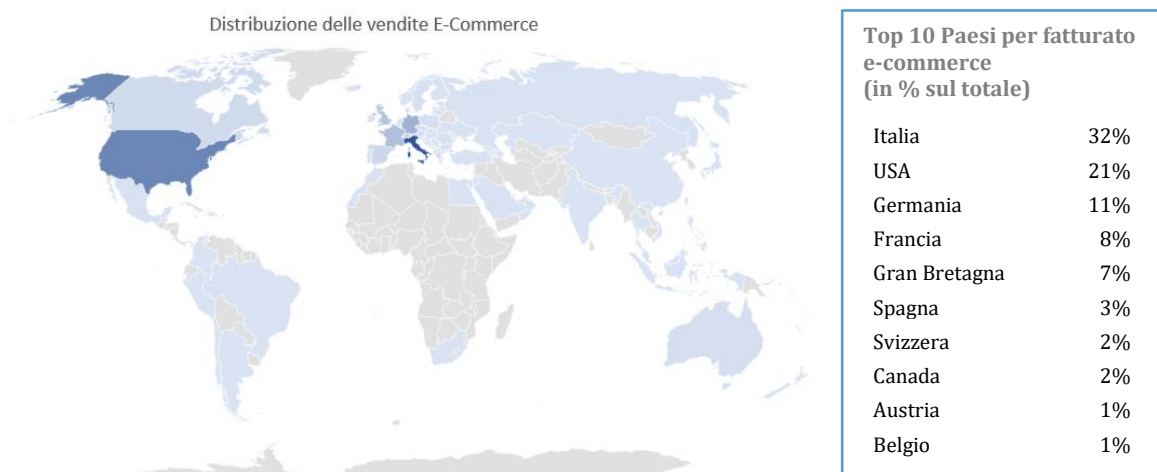 Distribuzione delle vendite E-Commerce
Top 10 Paesi per fatturato
e-commerce
(in % sul totale)
Italia 32%
USA 21%
Germania 11%
Francia 8%
Gran Bretagna 7%
Spagna 3%
Svizzera 2%
Canada 2%
Austria 1%
Belgio 1%